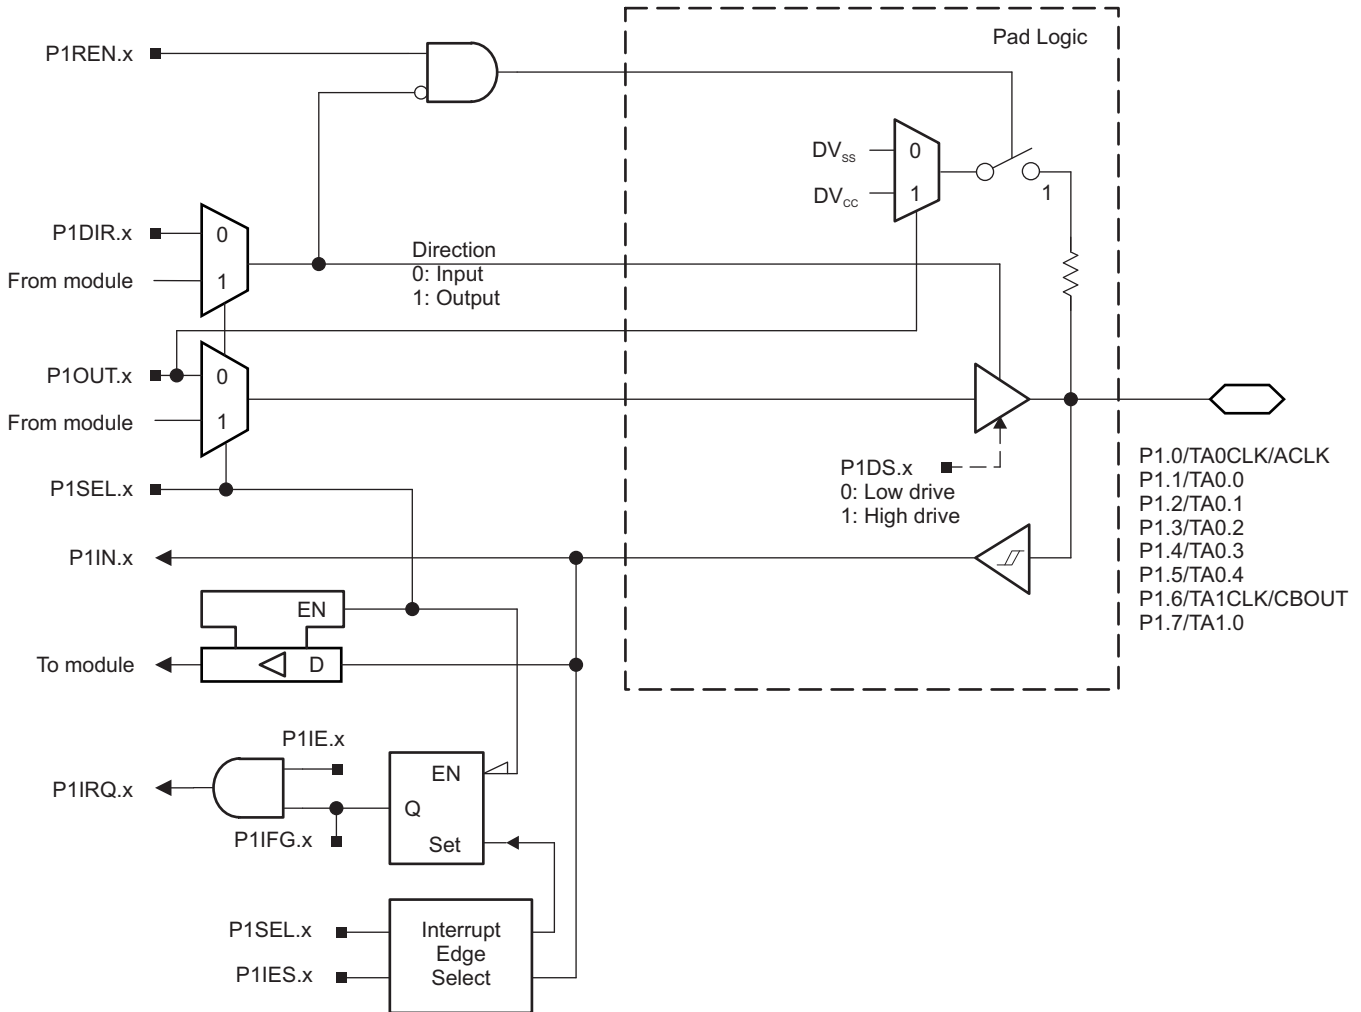 Pad Logic
P1REN.x
DVSS
0
DVCC
1
1
P1DIR.x
0
From module
1
Direction
0: Input
1: Output
P1OUT.x
0
From module
1
P1SEL.x
P1DS.x
0: Low drive
1: High drive
P1.0/TA0CLK/ACLK
P1.1/TA0.0
P1.2/TA0.1
P1.3/TA0.2
P1.4/TA0.3
P1.5/TA0.4
P1.6/TA1CLK/CBOUT
P1.7/TA1.0
P1IN.x
EN
To module
D
P1IE.x
P1IRQ.x
EN
Q
P1IFG.x
Set
P1SEL.x
P1IES.x
Interrupt
Edge
Select